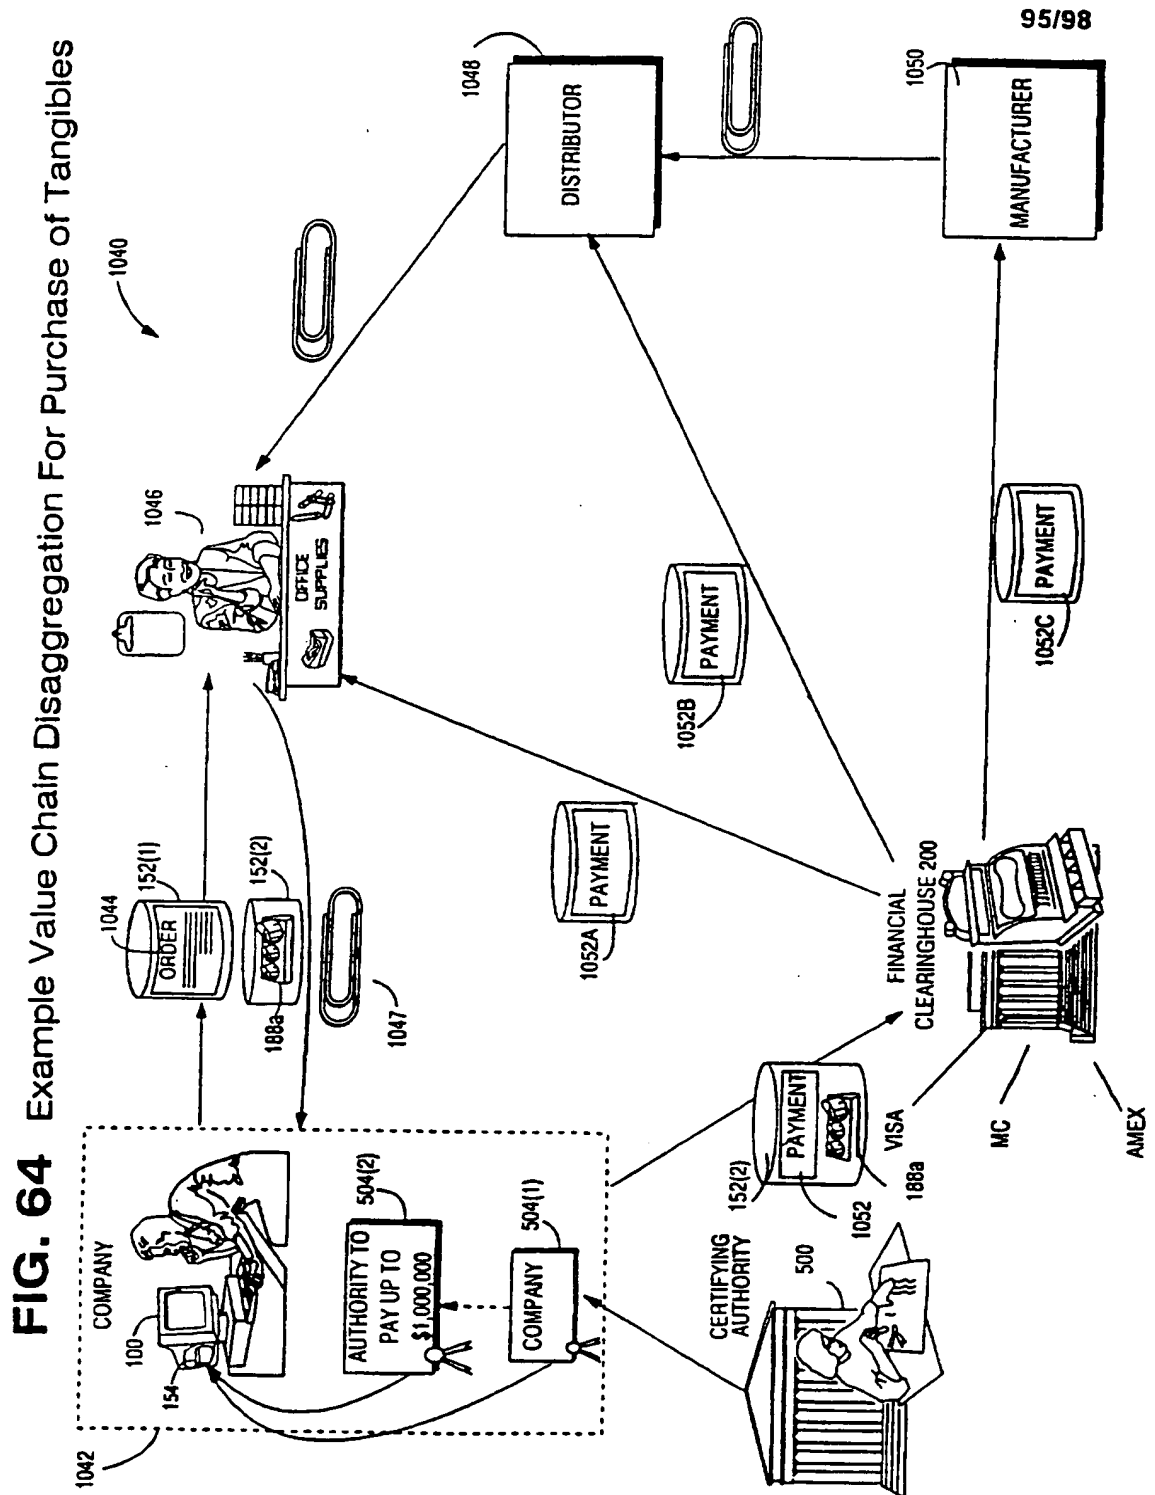 95/98
FIG. 64 Example Value Chain Disaggregation For Purchase of Tangibles
1040
COMPANY
1042
100
154
AUTHORITY TO
PAY UP TO
$1,000,000
504(2)
COMPANY
504(1)
CERTIFYING
AUTHORITY
500
1044
152(1)
ORDER
152(2)
188a
1047
1046
OFFICE
SUPPLIES
1048
DISTRIBUTOR
1050
MANUFACTURER
PAYMENT
1052A
PAYMENT
1052B
PAYMENT
1052C
152(2)
PAYMENT
1052
188a
FINANCIAL
CLEARINGHOUSE 200
VISA
MC
AMEX